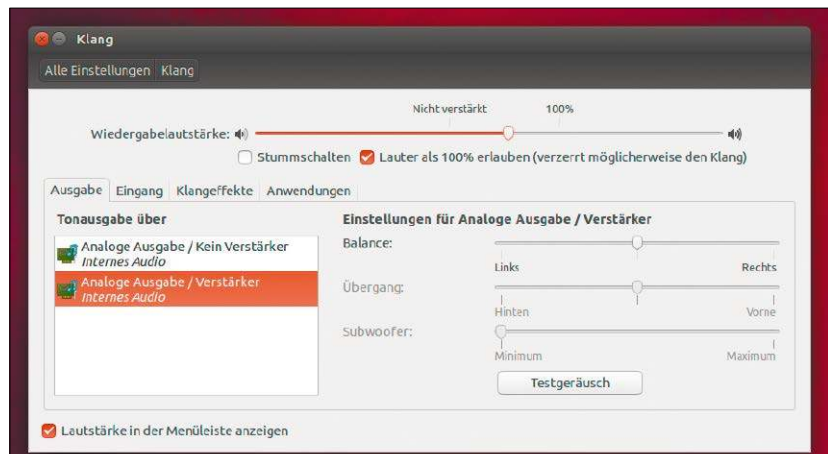 Klang
Alle Einstellungen Klang
Nicht verstärkt 100%
Wiedergabelautstärke:
Stummschalten Lauter als 100% erlauben (verzerrt möglicherweise den Klang)
Ausgabe Eingang Klangeffekte Anwendungen
Tonausgabe über
Analoge Ausgabe / Kein Verstärker
Internes Audio
Analoge Ausgabe / Verstärker
Internes Audio
Einstellungen für Analoge Ausgabe / Verstärker
Balance:
Links Rechts
Übergang:
Hinten Vorne
Subwoofer:
Minimum Maximum
Testgeräusch
Lautstärke in der Menüleiste anzeigen